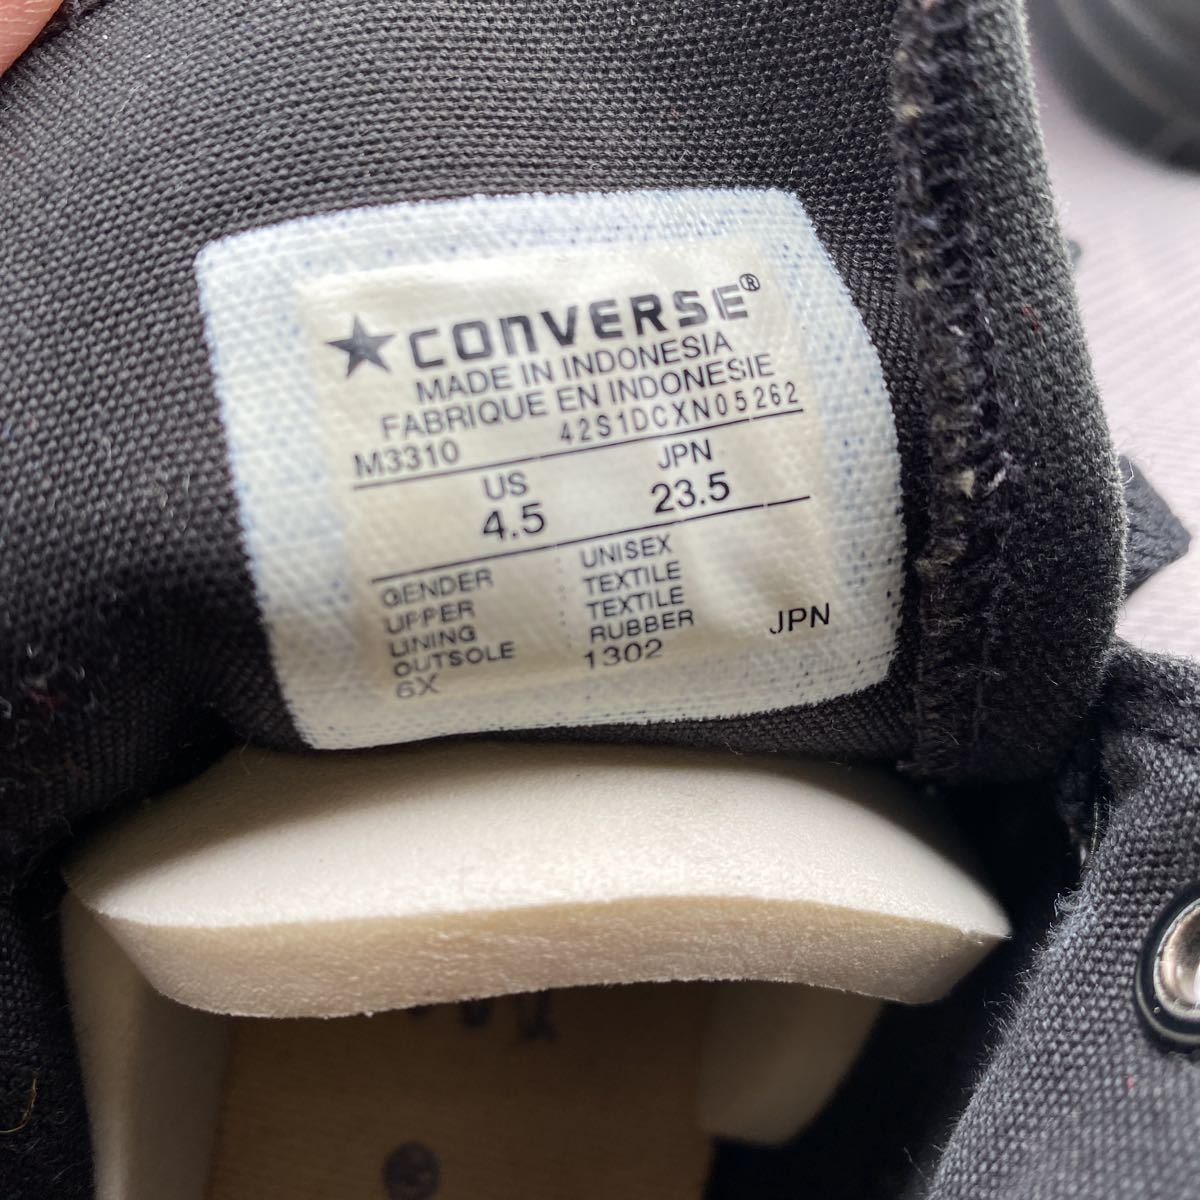 ★CONVERSE®
MADE IN INDONESIA
FABRIQUE EN INDONESIE
M3310 42S1DCXN05262
US JPN
4.5 23.5
GENDER UNISEX
UPPER TEXTILE
LINING TEXTILE
OUTSOLE RUBBER
6X 1302 JPN